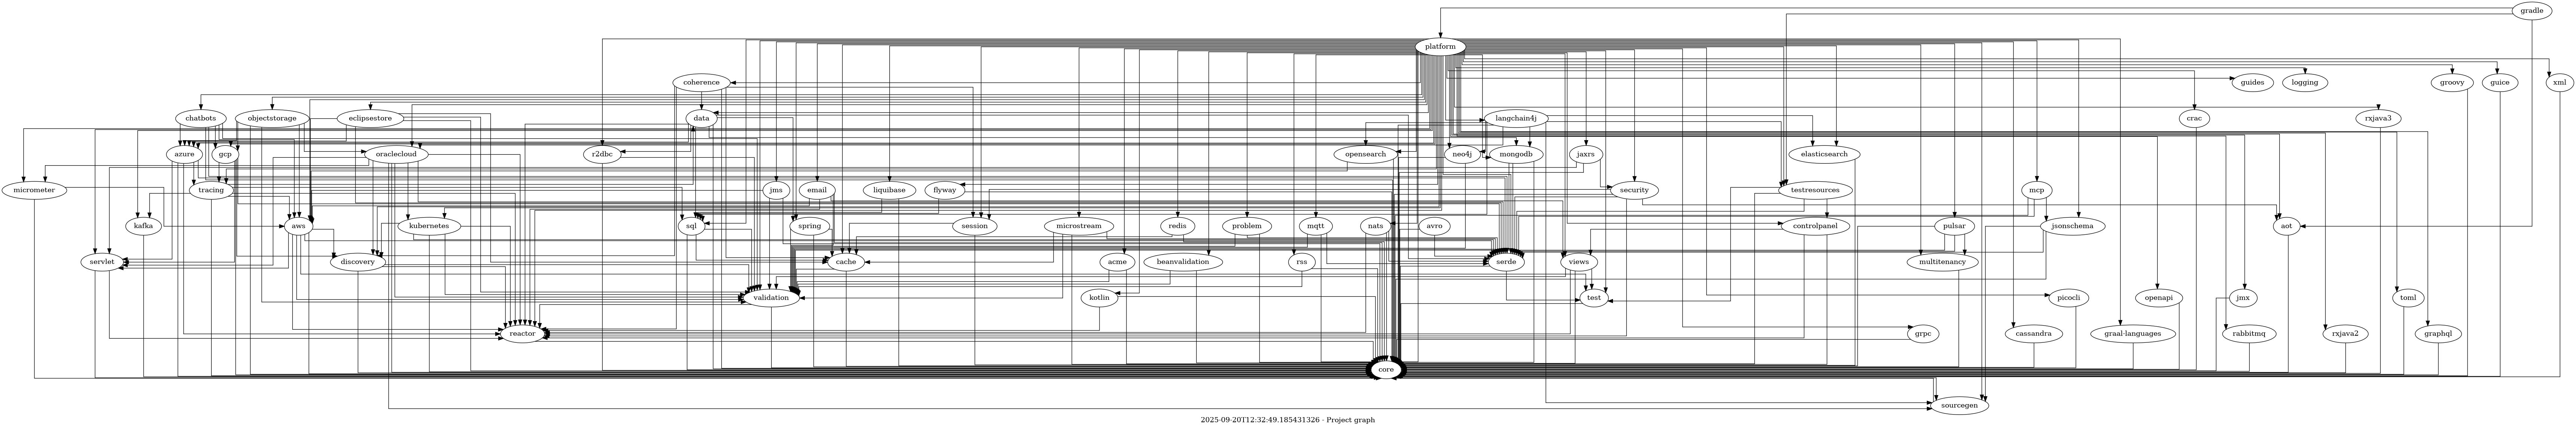 gradle
platform
coherence
guides
logging
groovy
guice
xml
chatbots
objectstorage
eclipsestore
data
langchain4j
crac
rxjava3
azure
gcp
oraclecloud
r2dbc
opensearch
neo4j
mongodb
jaxrs
elasticsearch
micrometer
tracing
jms
email
liquibase
flyway
security
testresources
mcp
kafka
aws
kubernetes
sql
spring
session
microstream
redis
problem
mqtt
nats
avro
controlpanel
pulsar
jsonschema
aot
servlet
discovery
cache
acme
beanvalidation
rss
serde
views
multitenancy
validation
kotlin
test
picocli
openapi
jmx
toml
reactor
grpc
cassandra
graal-languages
rabbitmq
rxjava2
graphql
core
sourcegen
2025-09-20T12:32:49.185431326 - Project graph